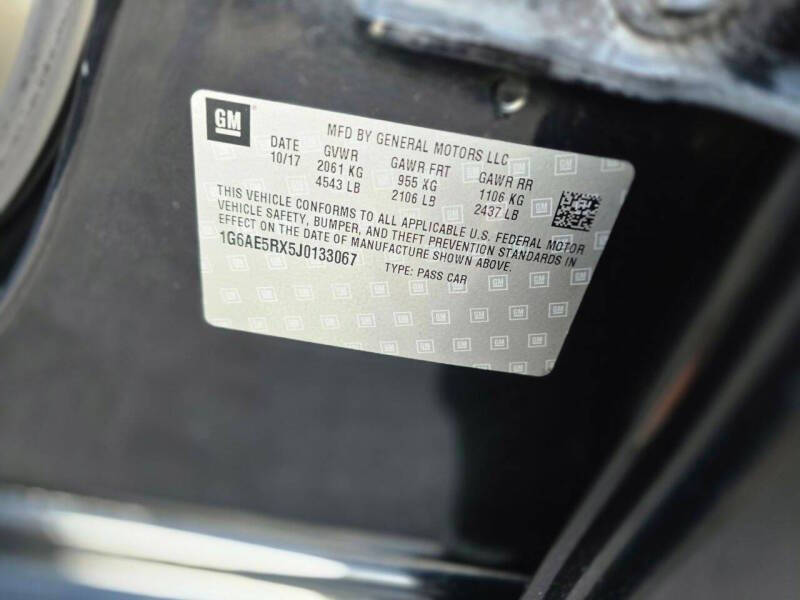 GM
MFD BY GENERAL MOTORS LLC
DATE GVWR GAWR FRT GAWR RR
10/17 2061 KG 955 KG 1106 KG
4543 LB 2106 LB 2437 LB
THIS VEHICLE CONFORMS TO ALL APPLICABLE U.S. FEDERAL MOTOR
VEHICLE SAFETY, BUMPER, AND THEFT PREVENTION STANDARDS IN
EFFECT ON THE DATE OF MANUFACTURE SHOWN ABOVE.
1G6AE5RX5J0133067 TYPE: PASS CAR